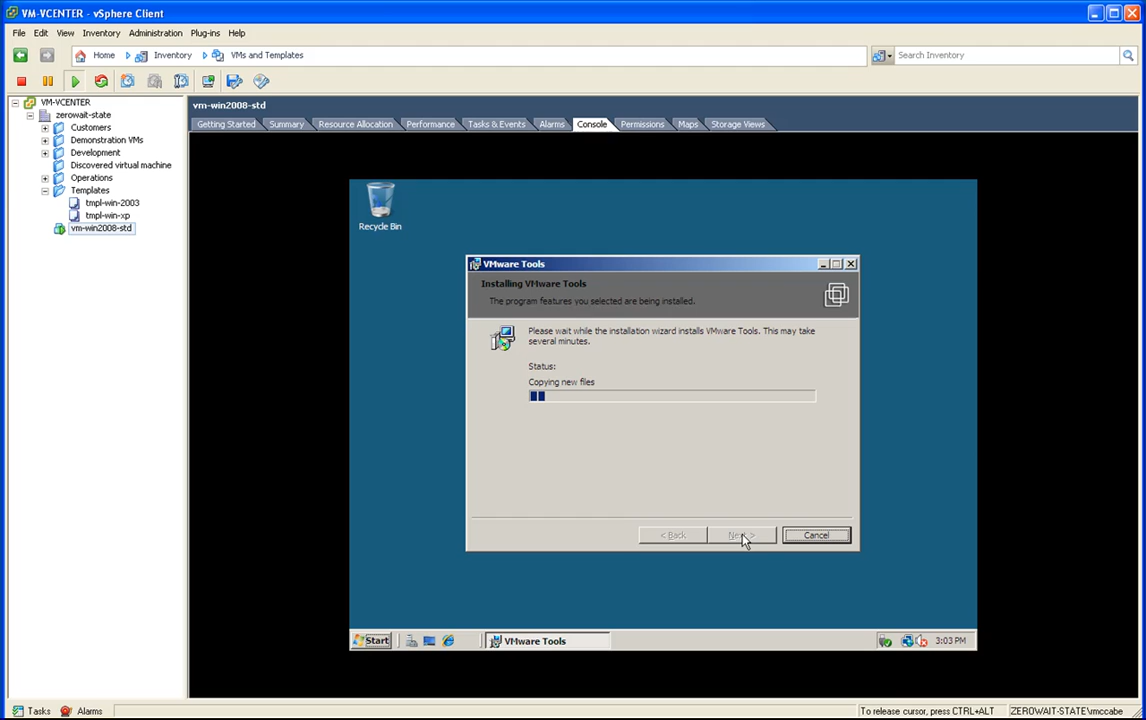 VM-VCENTER - vSphere Client
File Edit View Inventory Administration Plug-ins Help
Home Inventory VMs and Templates Search Inventory
VM-VCENTER
zerowait-state
Customers
Demonstration VMs
Development
Discovered virtual machine
Operations
Templates
tmpl-win-2003
tmpl-win-xp
vm-win2008-std
vm-win2008-std
Getting Started Summary Resource Allocation Performance Tasks & Events Alarms Console Permissions Maps Storage Views
Recycle Bin
VMware Tools
Installing VMware Tools
The program features you selected are being installed.
Please wait while the installation wizard installs VMware Tools. This may take
several minutes.
Status:
Copying new files
< Back Next > Cancel
Start VMware Tools 3:03 PM
Tasks Alarms To release cursor, press CTRL+ALT ZEROWAIT-STATE\mccabe